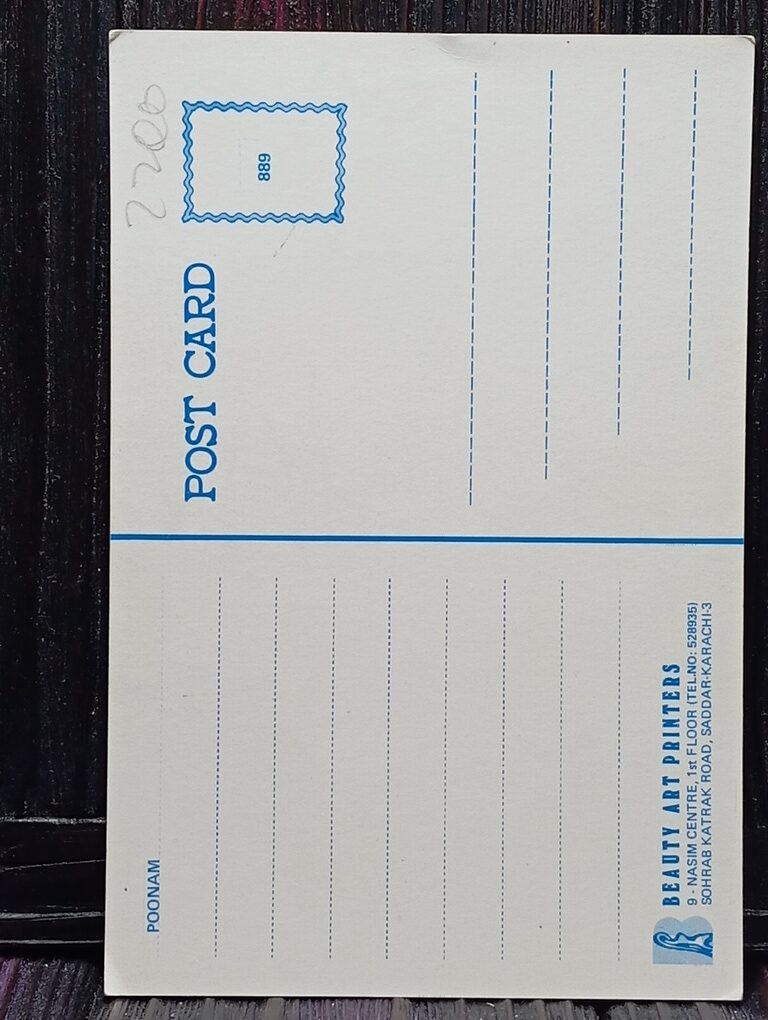 POONAM
POST CARD
889
2200
BEAUTY ART PRINTERS
9 - NASIM CENTRE, 1st FLOOR (TEL.NO: 528935)
SOHRAB KATRAK ROAD, SADDAR-KARACHI-3